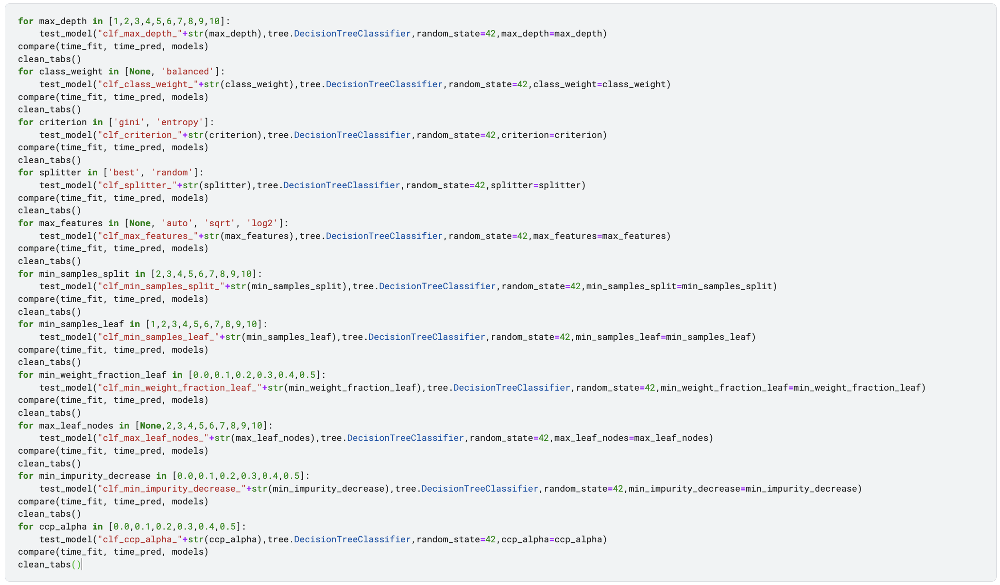 for max_depth in [1,2,3,4,5,6,7,8,9,10]:
    test_model("clf_max_depth_"+str(max_depth),tree.DecisionTreeClassifier,random_state=42,max_depth=max_depth)
compare(time_fit, time_pred, models)
clean_tabs()
for class_weight in [None, 'balanced']:
    test_model("clf_class_weight_"+str(class_weight),tree.DecisionTreeClassifier,random_state=42,class_weight=class_weight)
compare(time_fit, time_pred, models)
clean_tabs()
for criterion in ['gini', 'entropy']:
    test_model("clf_criterion_"+str(criterion),tree.DecisionTreeClassifier,random_state=42,criterion=criterion)
compare(time_fit, time_pred, models)
clean_tabs()
for splitter in ['best', 'random']:
    test_model("clf_splitter_"+str(splitter),tree.DecisionTreeClassifier,random_state=42,splitter=splitter)
compare(time_fit, time_pred, models)
clean_tabs()
for max_features in [None, 'auto', 'sqrt', 'log2']:
    test_model("clf_max_features_"+str(max_features),tree.DecisionTreeClassifier,random_state=42,max_features=max_features)
compare(time_fit, time_pred, models)
clean_tabs()
for min_samples_split in [2,3,4,5,6,7,8,9,10]:
    test_model("clf_min_samples_split_"+str(min_samples_split),tree.DecisionTreeClassifier,random_state=42,min_samples_split=min_samples_split)
compare(time_fit, time_pred, models)
clean_tabs()
for min_samples_leaf in [1,2,3,4,5,6,7,8,9,10]:
    test_model("clf_min_samples_leaf_"+str(min_samples_leaf),tree.DecisionTreeClassifier,random_state=42,min_samples_leaf=min_samples_leaf)
compare(time_fit, time_pred, models)
clean_tabs()
for min_weight_fraction_leaf in [0.0,0.1,0.2,0.3,0.4,0.5]:
    test_model("clf_min_weight_fraction_leaf_"+str(min_weight_fraction_leaf),tree.DecisionTreeClassifier,random_state=42,min_weight_fraction_leaf=min_weight_fraction_leaf)
compare(time_fit, time_pred, models)
clean_tabs()
for max_leaf_nodes in [None,2,3,4,5,6,7,8,9,10]:
    test_model("clf_max_leaf_nodes_"+str(max_leaf_nodes),tree.DecisionTreeClassifier,random_state=42,max_leaf_nodes=max_leaf_nodes)
compare(time_fit, time_pred, models)
clean_tabs()
for min_impurity_decrease in [0.0,0.1,0.2,0.3,0.4,0.5]:
    test_model("clf_min_impurity_decrease_"+str(min_impurity_decrease),tree.DecisionTreeClassifier,random_state=42,min_impurity_decrease=min_impurity_decrease)
compare(time_fit, time_pred, models)
clean_tabs()
for ccp_alpha in [0.0,0.1,0.2,0.3,0.4,0.5]:
    test_model("clf_ccp_alpha_"+str(ccp_alpha),tree.DecisionTreeClassifier,random_state=42,ccp_alpha=ccp_alpha)
compare(time_fit, time_pred, models)
clean_tabs()